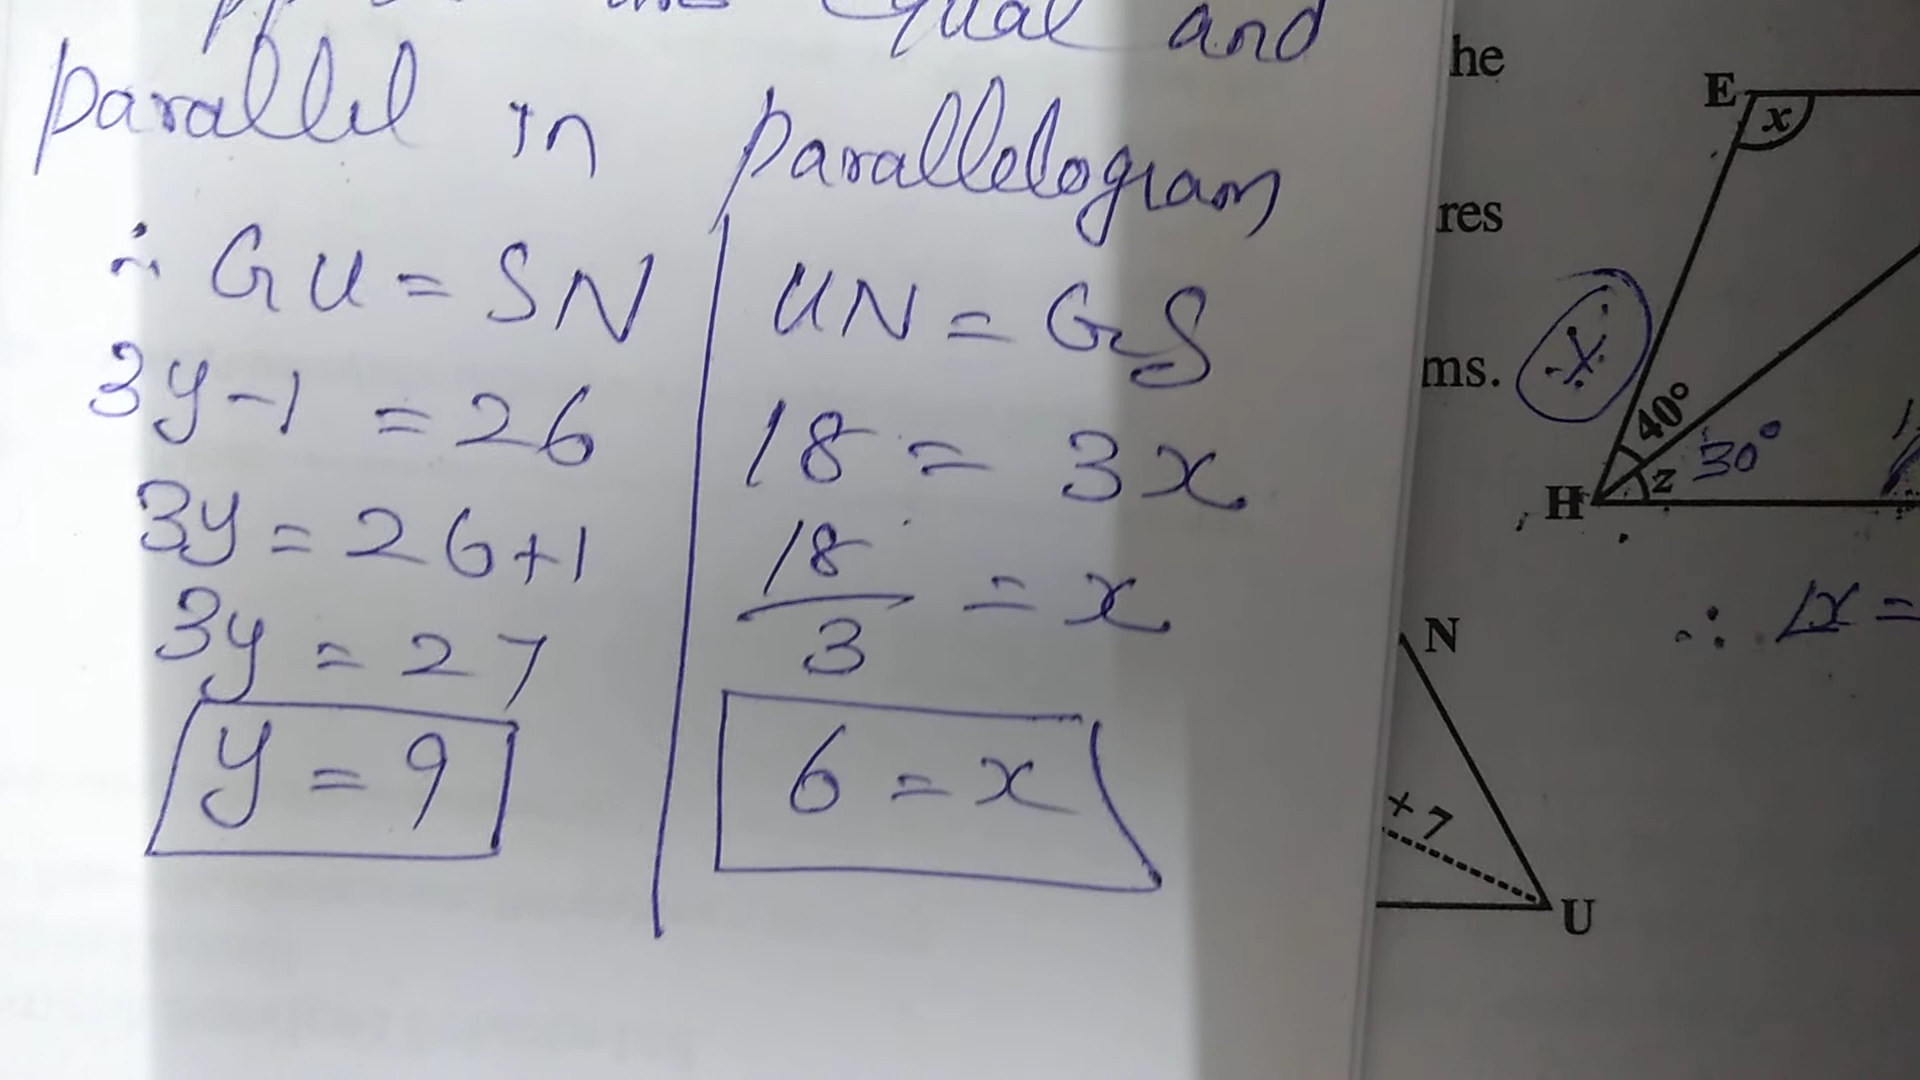 equal and
parallel in parallelogram
∴ GU = SN
3y-1 = 26
3y = 26+1
3y = 27
y = 9
UN = GS
18 = 3x
18/3 = x
6 = x
he
res
ms.
E
x
40°
30°
H
z
∴ ∠x =
N
+ 7
U